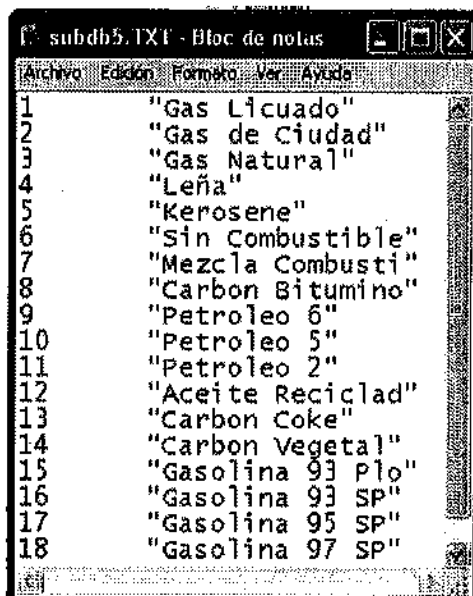 subdb5.TXT - Bloc de notas
Archivo Edición Formato Ver Ayuda
1 "Gas Licuado"
2 "Gas de Ciudad"
3 "Gas Natural"
4 "Leña"
5 "Kerosene"
6 "Sin Combustible"
7 "Mezcla Combusti"
8 "Carbon Bitumino"
9 "Petroleo 6"
10 "Petroleo 5"
11 "Petroleo 2"
12 "Aceite Reciclad"
13 "Carbon Coke"
14 "Carbon Vegetal"
15 "Gasolina 93 Plo"
16 "Gasolina 93 SP"
17 "Gasolina 95 SP"
18 "Gasolina 97 SP"